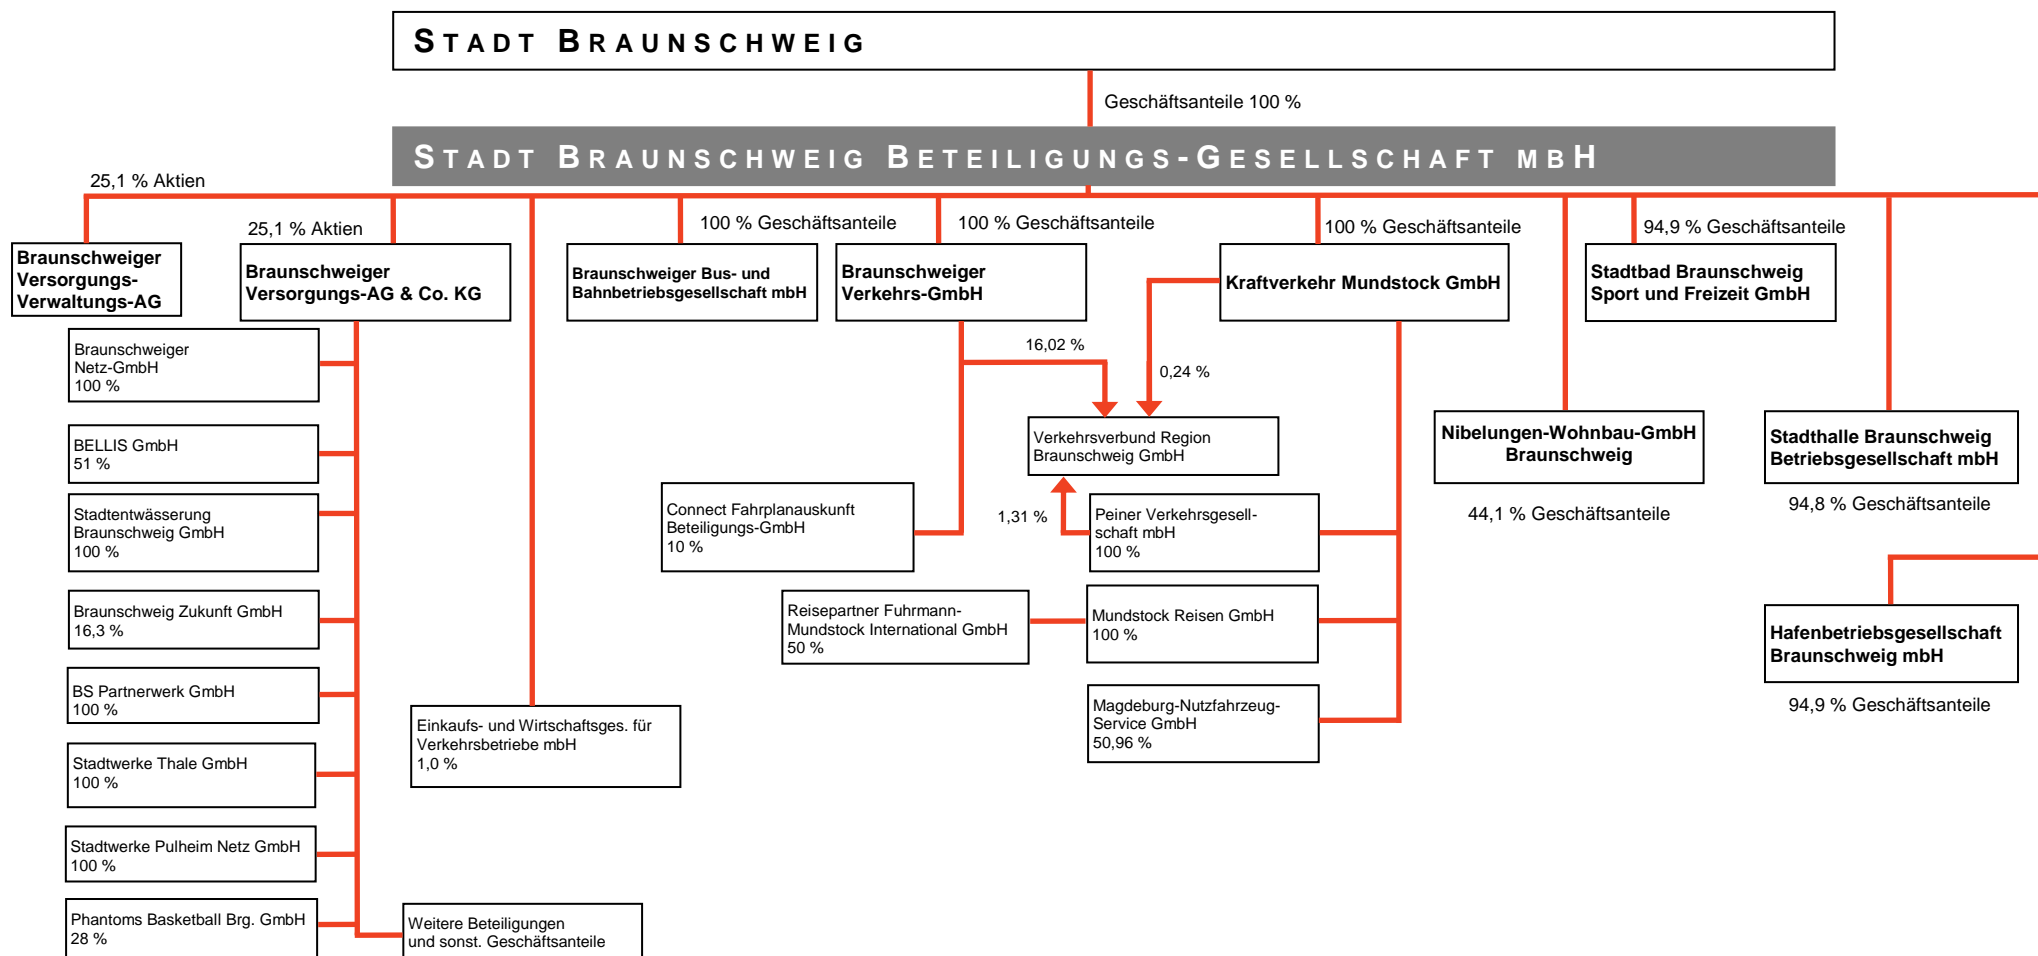 STADT BRAUNSCHWEIG
Geschäftsanteile 100 %
STADT BRAUNSCHWEIG BETEILIGUNGS-GESELLSCHAFT MBH
25,1 % Aktien
25,1 % Aktien
100 % Geschäftsanteile
100 % Geschäftsanteile
100 % Geschäftsanteile
94,9 % Geschäftsanteile
Braunschweiger
Versorgungs-
Verwaltungs-AG
Braunschweiger
Versorgungs-AG & Co. KG
Braunschweiger Bus- und
Bahnbetriebsgesellschaft mbH
Braunschweiger
Verkehrs-GmbH
Kraftverkehr Mundstock GmbH
Stadtbad Braunschweig
Sport und Freizeit GmbH
Braunschweiger
Netz-GmbH
100 %
BELLIS GmbH
51 %
Stadtentwässerung
Braunschweig GmbH
100 %
Braunschweig Zukunft GmbH
16,3 %
BS Partnerwerk GmbH
100 %
Stadtwerke Thale GmbH
100 %
Stadtwerke Pulheim Netz GmbH
100 %
Phantoms Basketball Brg. GmbH
28 %
Weitere Beteiligungen
und sonst. Geschäftsanteile
Einkaufs- und Wirtschaftsges. für
Verkehrsbetriebe mbH
1,0 %
16,02 %
0,24 %
Verkehrsverbund Region
Braunschweig GmbH
Connect Fahrplanauskunft
Beteiligungs-GmbH
10 %
1,31 %
Peiner Verkehrsgesell-
schaft mbH
100 %
Reisepartner Fuhrmann-
Mundstock International GmbH
50 %
Mundstock Reisen GmbH
100 %
Magdeburg-Nutzfahrzeug-
Service GmbH
50,96 %
Nibelungen-Wohnbau-GmbH
Braunschweig
44,1 % Geschäftsanteile
Stadthalle Braunschweig
Betriebsgesellschaft mbH
94,8 % Geschäftsanteile
Hafenbetriebsgesellschaft
Braunschweig mbH
94,9 % Geschäftsanteile